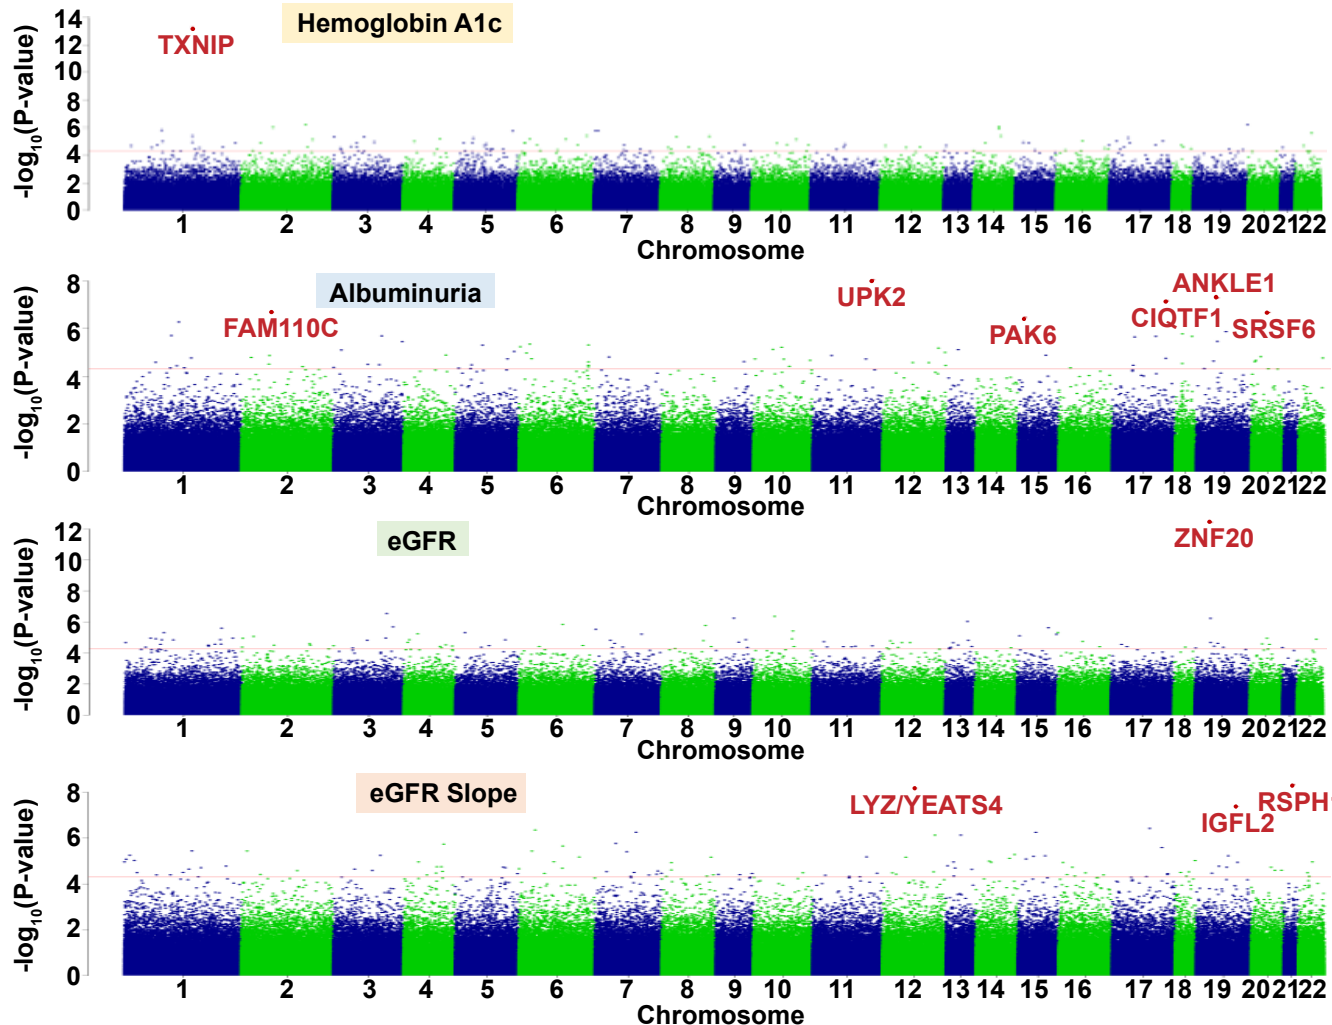 Hemoglobin A1c
TXNIP
-log10(P-value)
14
12
10
8
6
4
2
0
1 2 3 4 5 6 7 8 9 10 11 12 13 14 15 16 17 18 19 20 21 22
Chromosome
Albuminuria
FAM110C
UPK2
PAK6
ANKLE1
CIQTF1
SRSF6
-log10(P-value)
8
6
4
2
0
1 2 3 4 5 6 7 8 9 10 11 12 13 14 15 16 17 18 19 20 21 22
Chromosome
eGFR
ZNF20
-log10(P-value)
12
10
8
6
4
2
0
1 2 3 4 5 6 7 8 9 10 11 12 13 14 15 16 17 18 19 20 21 22
Chromosome
eGFR Slope
LYZ/YEATS4
IGFL2
RSPH
-log10(P-value)
8
6
4
2
0
1 2 3 4 5 6 7 8 9 10 11 12 13 14 15 16 17 18 19 20 21 22
Chromosome